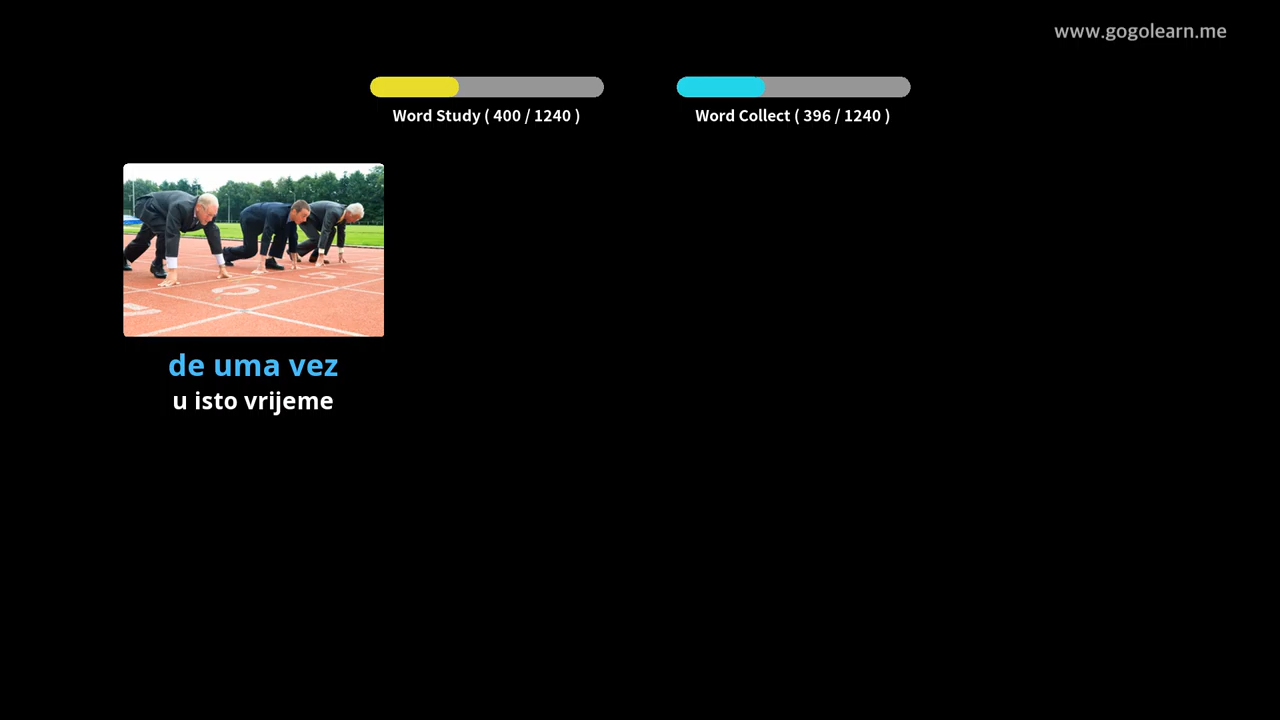 www.gogolearn.me
Word Study ( 400 / 1240 )
Word Collect ( 396 / 1240 )
de uma vez
u isto vrijeme